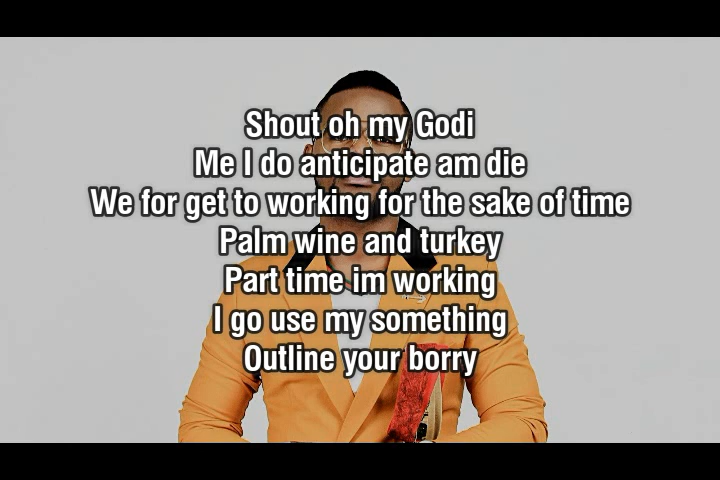 Shout oh my Godi
Me I do anticipate am die
We for get to working for the sake of time
Palm wine and turkey
Part time im working
I go use my something
Outline your borry